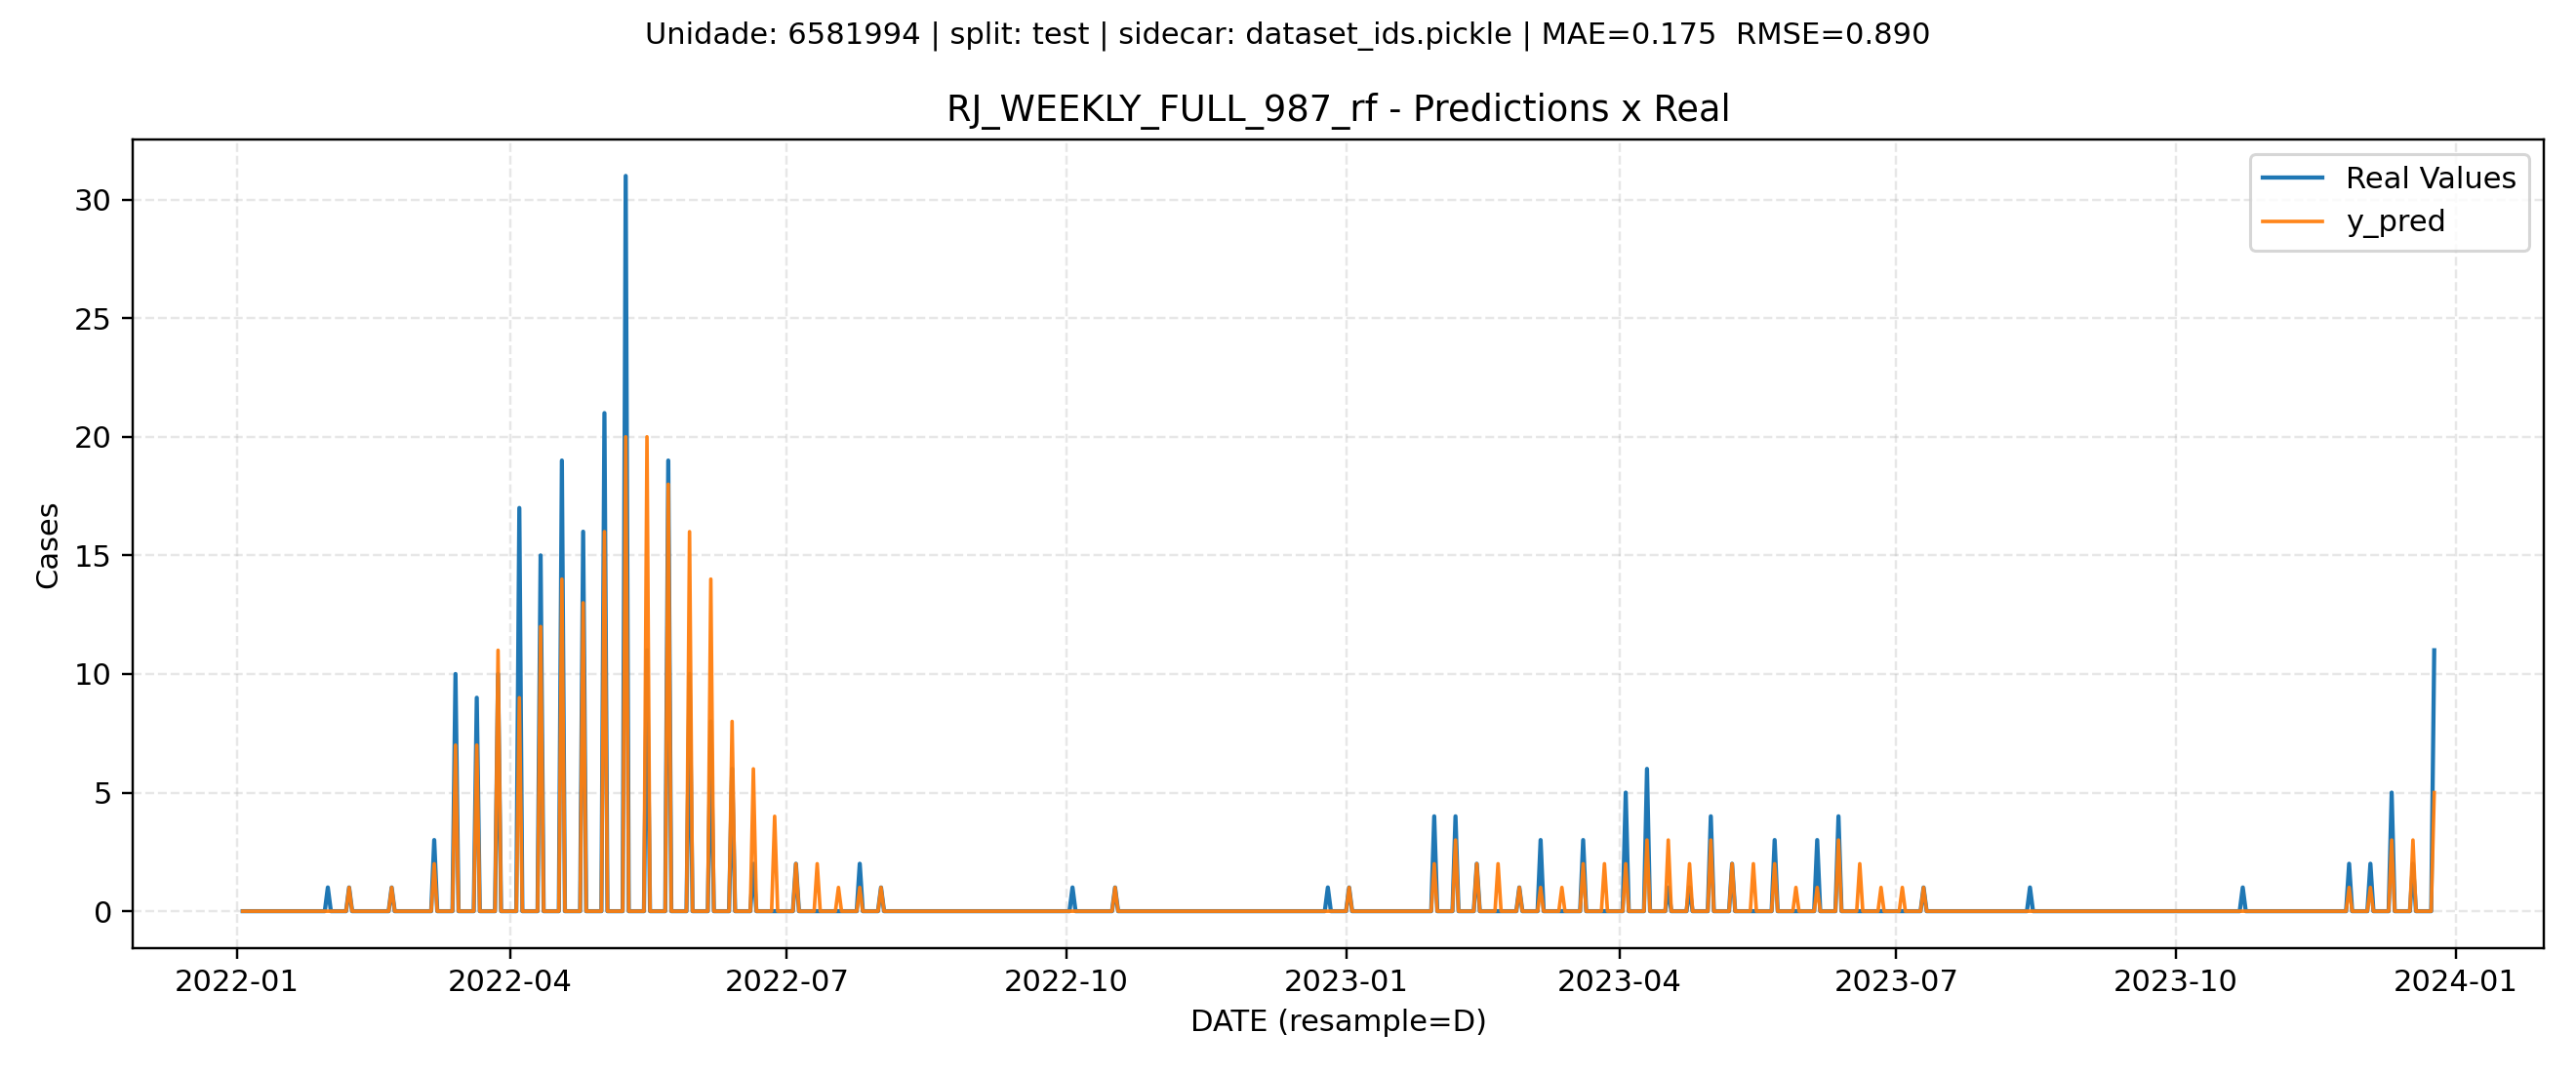 Unidade: 6581994 | split: test | sidecar: dataset_ids.pickle | MAE=0.175  RMSE=0.890
RJ_WEEKLY_FULL_987_rf - Predictions x Real
Real Values
y_pred
Cases
30
25
20
15
10
5
0
2022-01 2022-04 2022-07 2022-10 2023-01 2023-04 2023-07 2023-10 2024-01
DATE (resample=D)